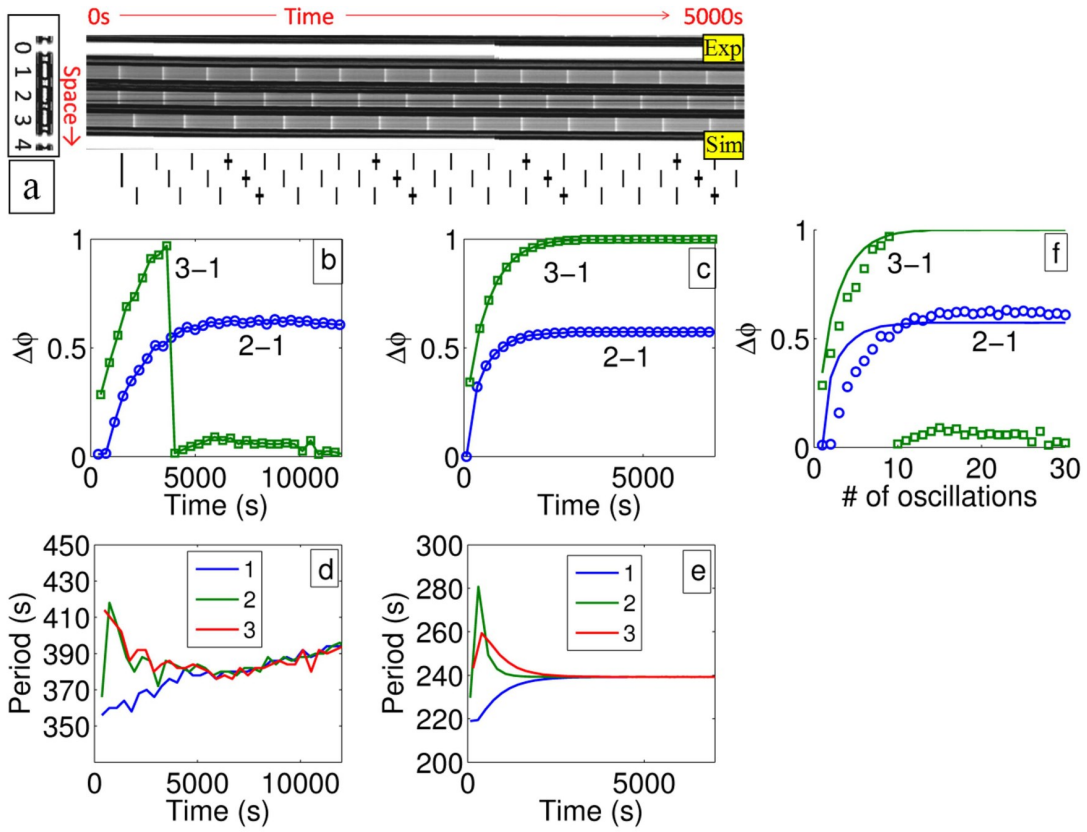 0s Time 5000s
Exp
0 1 2 3 4
Space
Sim
a
1
0.5
0
Δϕ
3-1
2-1
b
0 5000 10000
Time (s)
1
0.5
0
Δϕ
3-1
2-1
c
0 5000
Time (s)
1
0.5
0
Δϕ
3-1
2-1
f
0 10 20 30
# of oscillations
450
430
410
390
370
350
Period (s)
1
2
3
d
0 5000 10000
Time (s)
300
280
260
240
220
200
Period (s)
1
2
3
e
0 5000
Time (s)